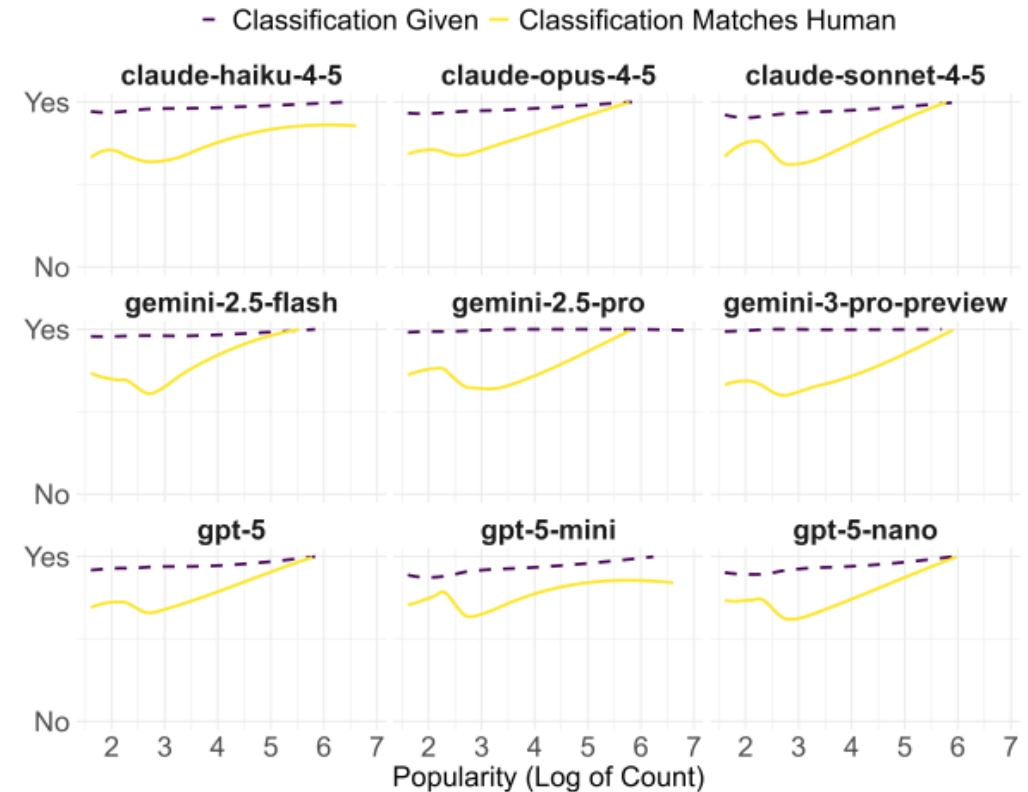 Classification Given Classification Matches Human
claude-haiku-4-5 claude-opus-4-5 claude-sonnet-4-5
Yes
No
gemini-2.5-flash gemini-2.5-pro gemini-3-pro-preview
Yes
No
gpt-5 gpt-5-mini gpt-5-nano
Yes
No
2 3 4 5 6 7 2 3 4 5 6 7 2 3 4 5 6 7
Popularity (Log of Count)